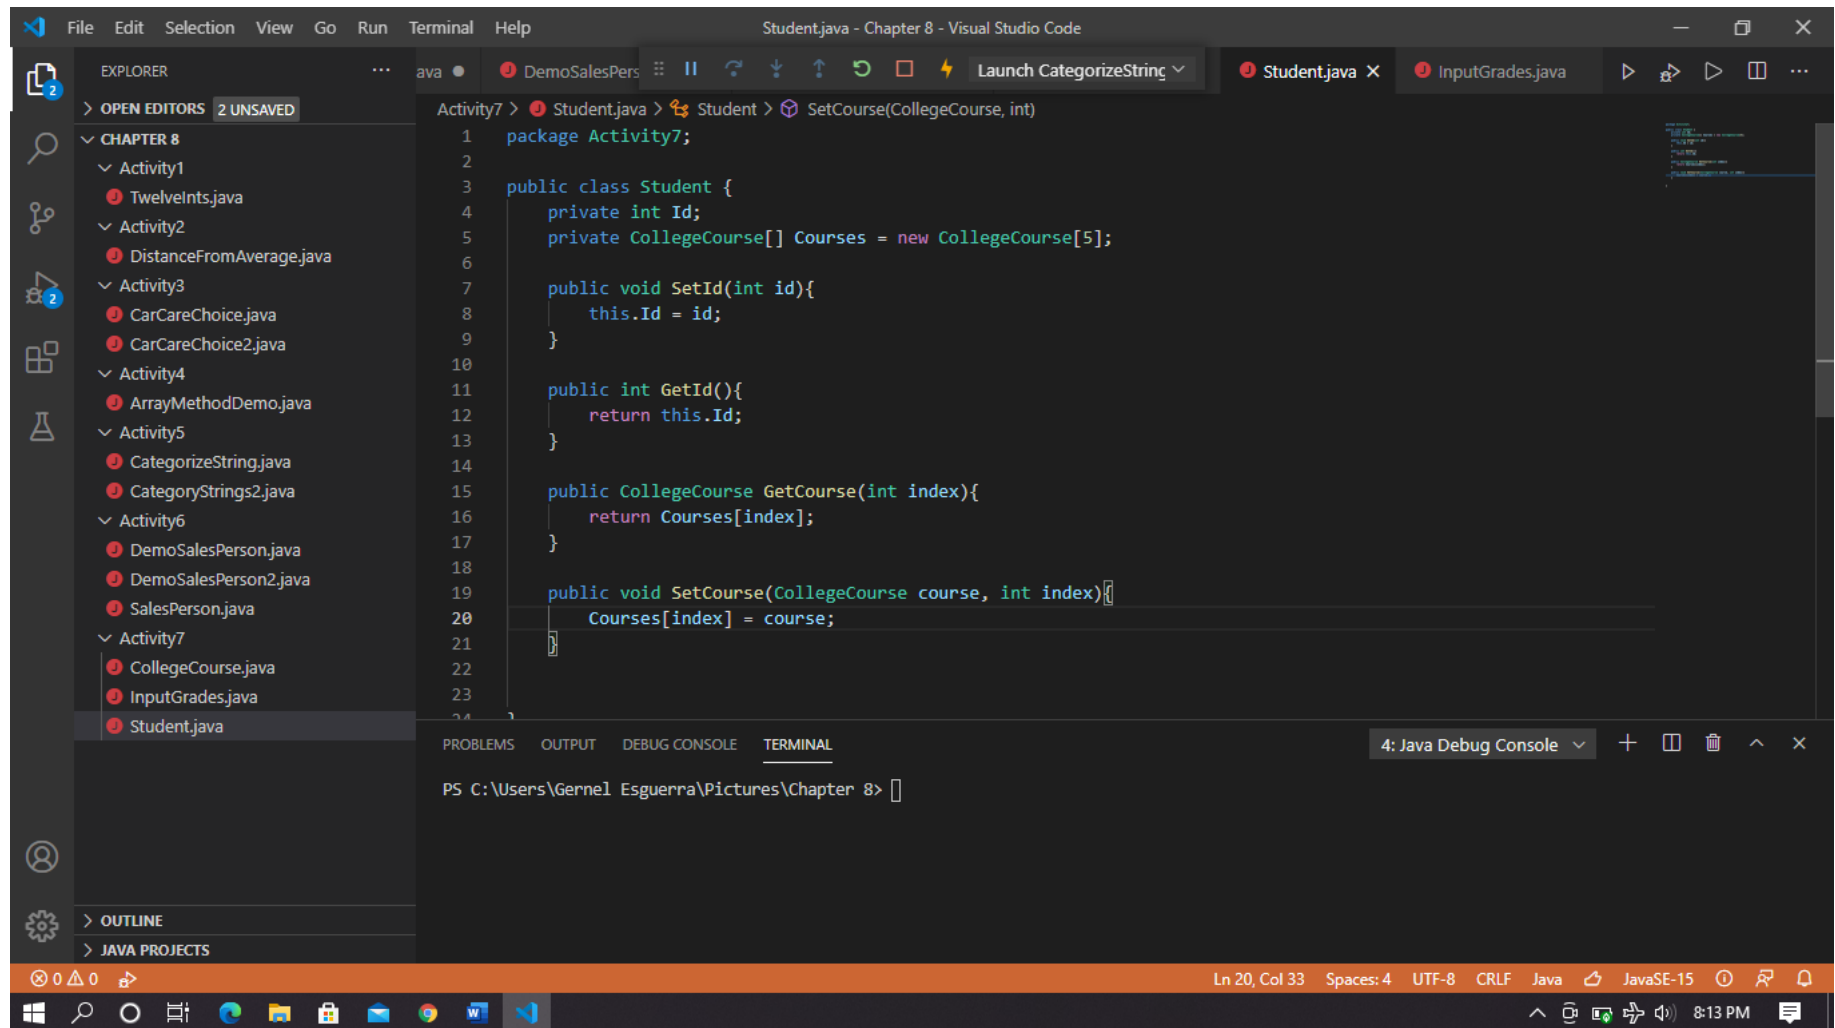 File Edit Selection View Go Run Terminal Help Student.java - Chapter 8 - Visual Studio Code
EXPLORER
OPEN EDITORS 2 UNSAVED
CHAPTER 8
Activity1
TwelveInts.java
Activity2
DistanceFromAverage.java
Activity3
CarCareChoice.java
CarCareChoice2.java
Activity4
ArrayMethodDemo.java
Activity5
CategorizeString.java
CategoryStrings2.java
Activity6
DemoSalesPerson.java
DemoSalesPerson2.java
SalesPerson.java
Activity7
CollegeCourse.java
InputGrades.java
Student.java
OUTLINE
JAVA PROJECTS
2
2
ava DemoSalesPers Launch CategorizeString Student.java InputGrades.java
Activity7 > Student.java > Student > SetCourse(CollegeCourse, int)
1 package Activity7;
2
3 public class Student {
4 private int Id;
5 private CollegeCourse[] Courses = new CollegeCourse[5];
6
7 public void SetId(int id){
8 this.Id = id;
9 }
10
11 public int GetId(){
12 return this.Id;
13 }
14
15 public CollegeCourse GetCourse(int index){
16 return Courses[index];
17 }
18
19 public void SetCourse(CollegeCourse course, int index){
20 Courses[index] = course;
21 }
22
23
24 }
PROBLEMS OUTPUT DEBUG CONSOLE TERMINAL 4: Java Debug Console
PS C:\Users\Gernel Esguerra\Pictures\Chapter 8>
0 0 Ln 20, Col 33 Spaces: 4 UTF-8 CRLF Java JavaSE-15
8:13 PM